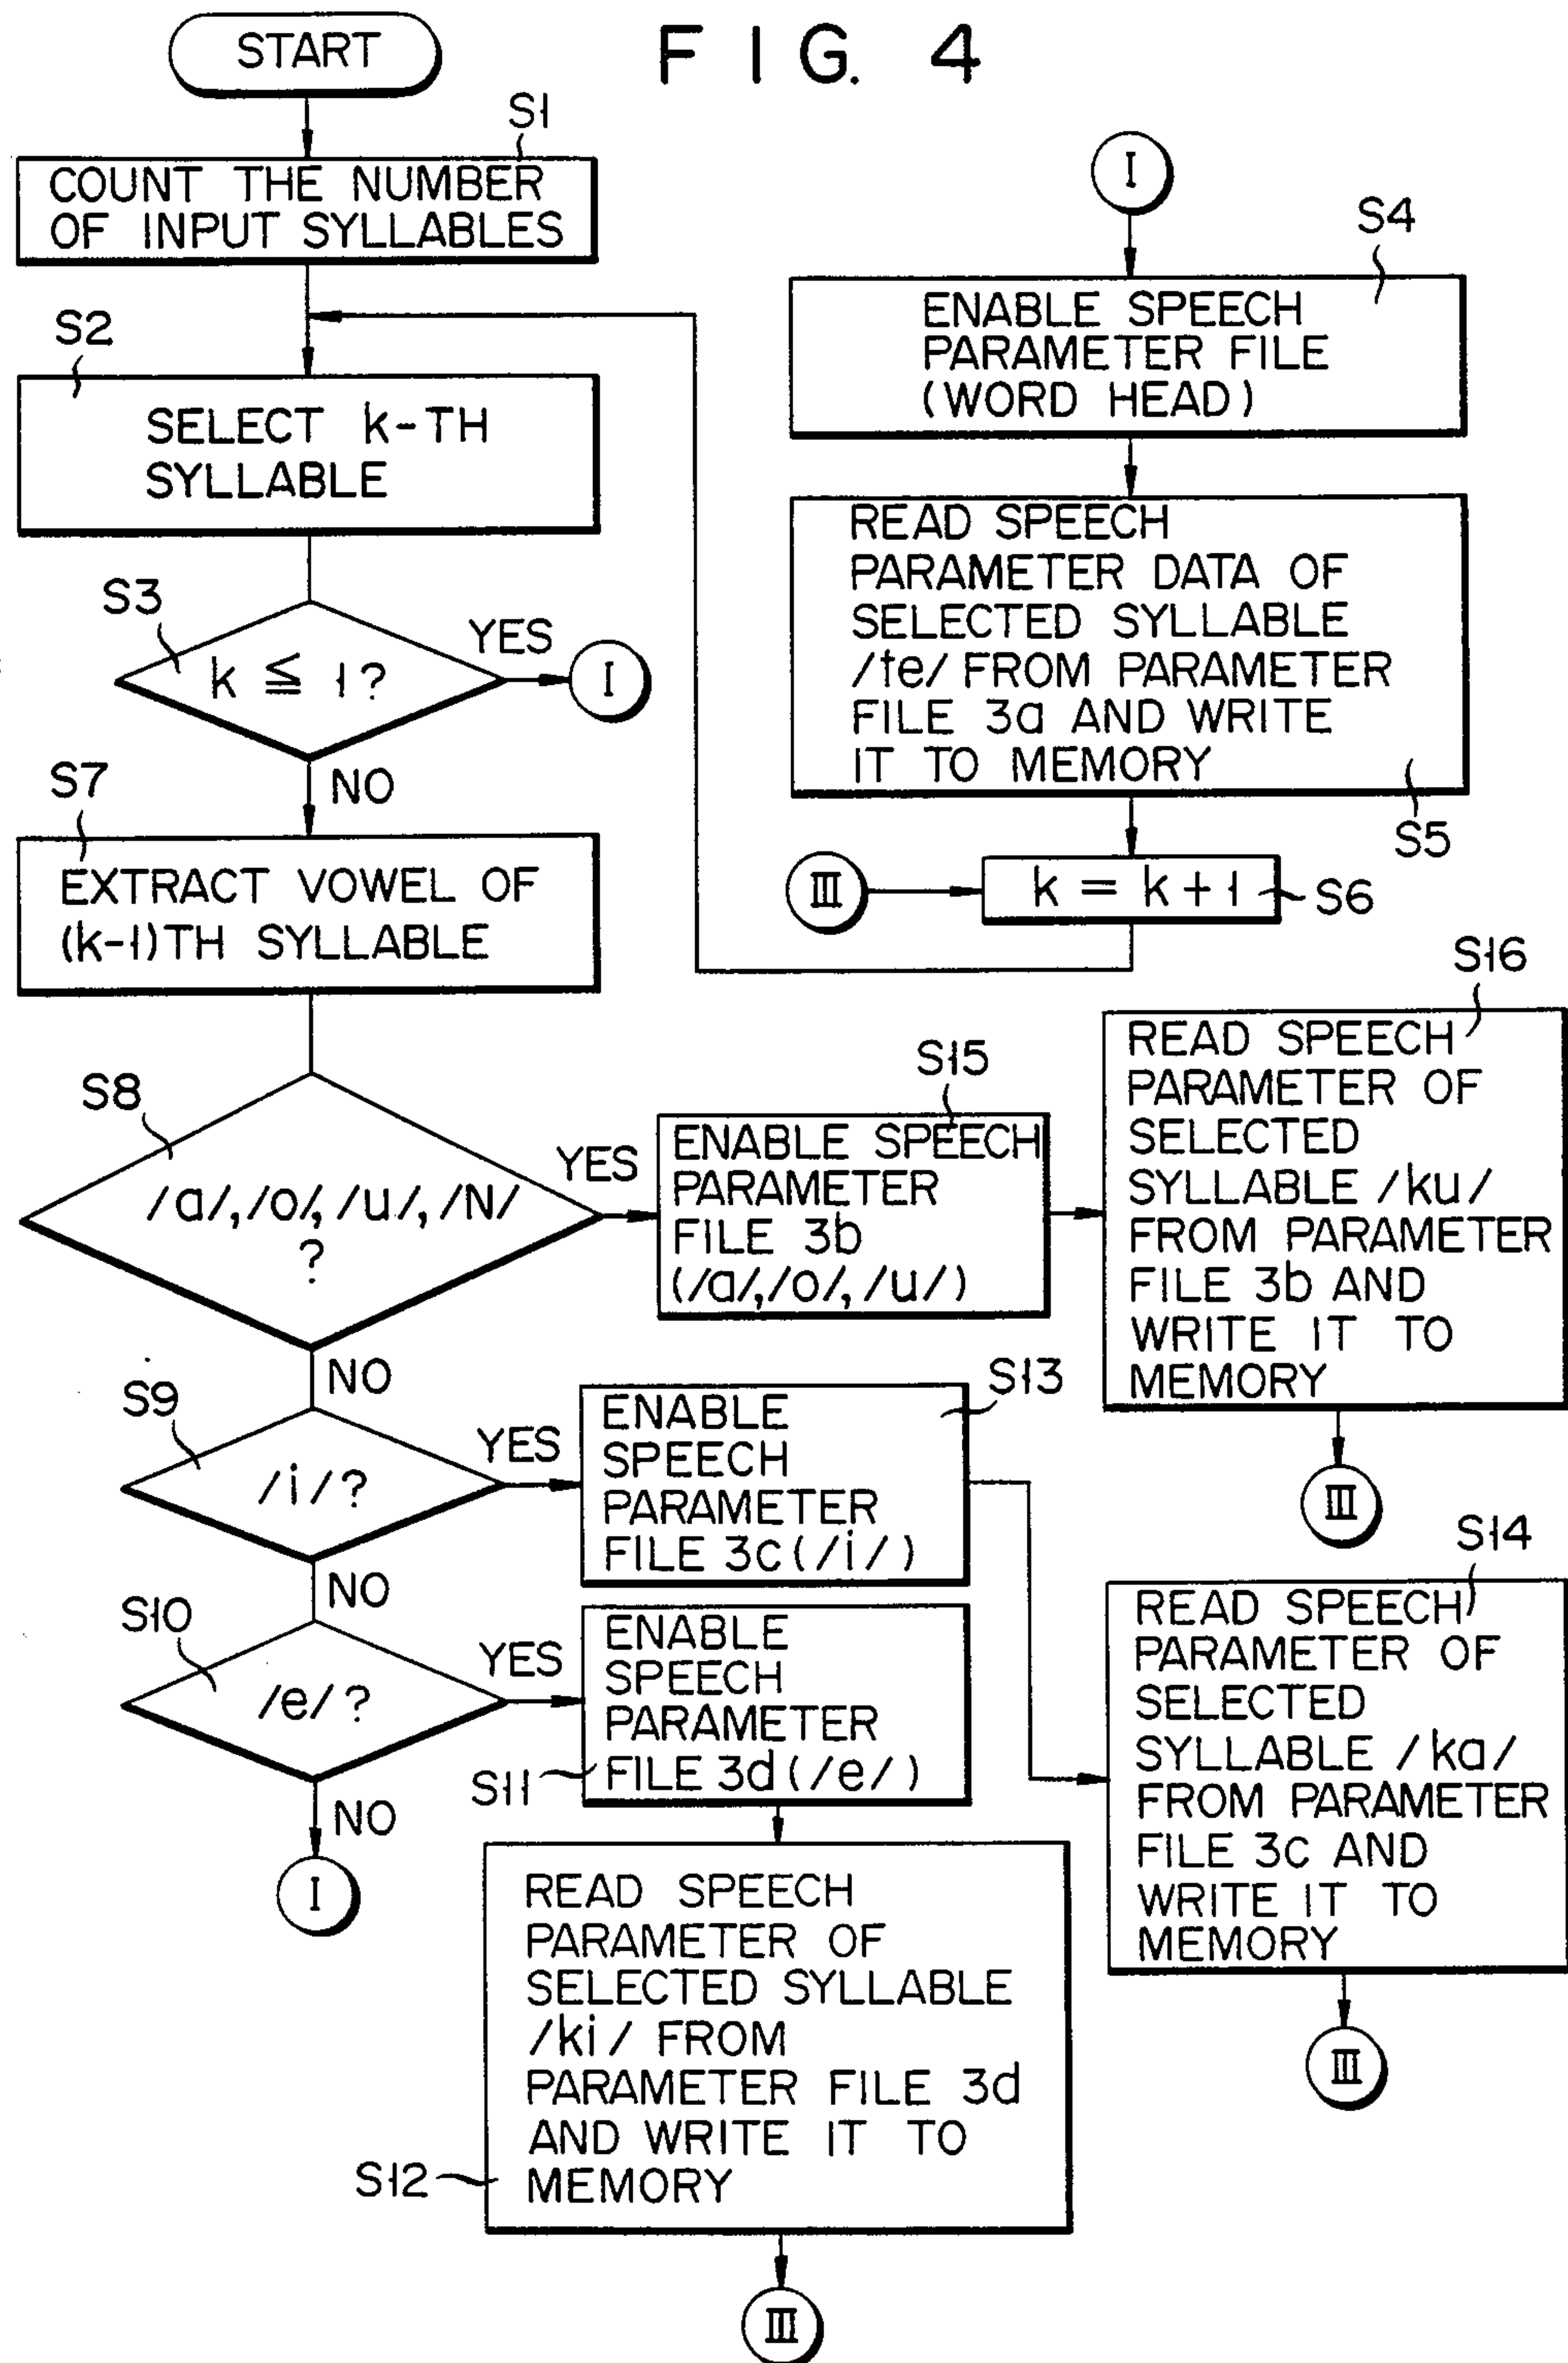 FIG. 4
START
S1
COUNT THE NUMBER
OF INPUT SYLLABLES
S2
SELECT k-TH
SYLLABLE
S3
k ≦ 1?
YES
I
NO
S7
EXTRACT VOWEL OF
(k-1)TH SYLLABLE
S8
/a/,/o/,/u/,/N/
?
YES
NO
S9
/i/?
YES
NO
S10
/e/?
YES
NO
I
I
S4
ENABLE SPEECH
PARAMETER FILE
(WORD HEAD)
READ SPEECH
PARAMETER DATA OF
SELECTED SYLLABLE
/te/ FROM PARAMETER
FILE 3a AND WRITE
IT TO MEMORY
S5
III
k = k+1
S6
S15
ENABLE SPEECH
PARAMETER
FILE 3b
(/a/,/o/,/u/)
S16
READ SPEECH
PARAMETER OF
SELECTED
SYLLABLE /ku/
FROM PARAMETER
FILE 3b AND
WRITE IT TO
MEMORY
III
S13
ENABLE
SPEECH
PARAMETER
FILE 3c (/i/)
S14
READ SPEECH
PARAMETER OF
SELECTED
SYLLABLE /ka/
FROM PARAMETER
FILE 3c AND
WRITE IT TO
MEMORY
III
ENABLE
SPEECH
PARAMETER
FILE 3d (/e/)
S11
READ SPEECH
PARAMETER OF
SELECTED SYLLABLE
/ki/ FROM
PARAMETER FILE 3d
AND WRITE IT TO
MEMORY
S12
III